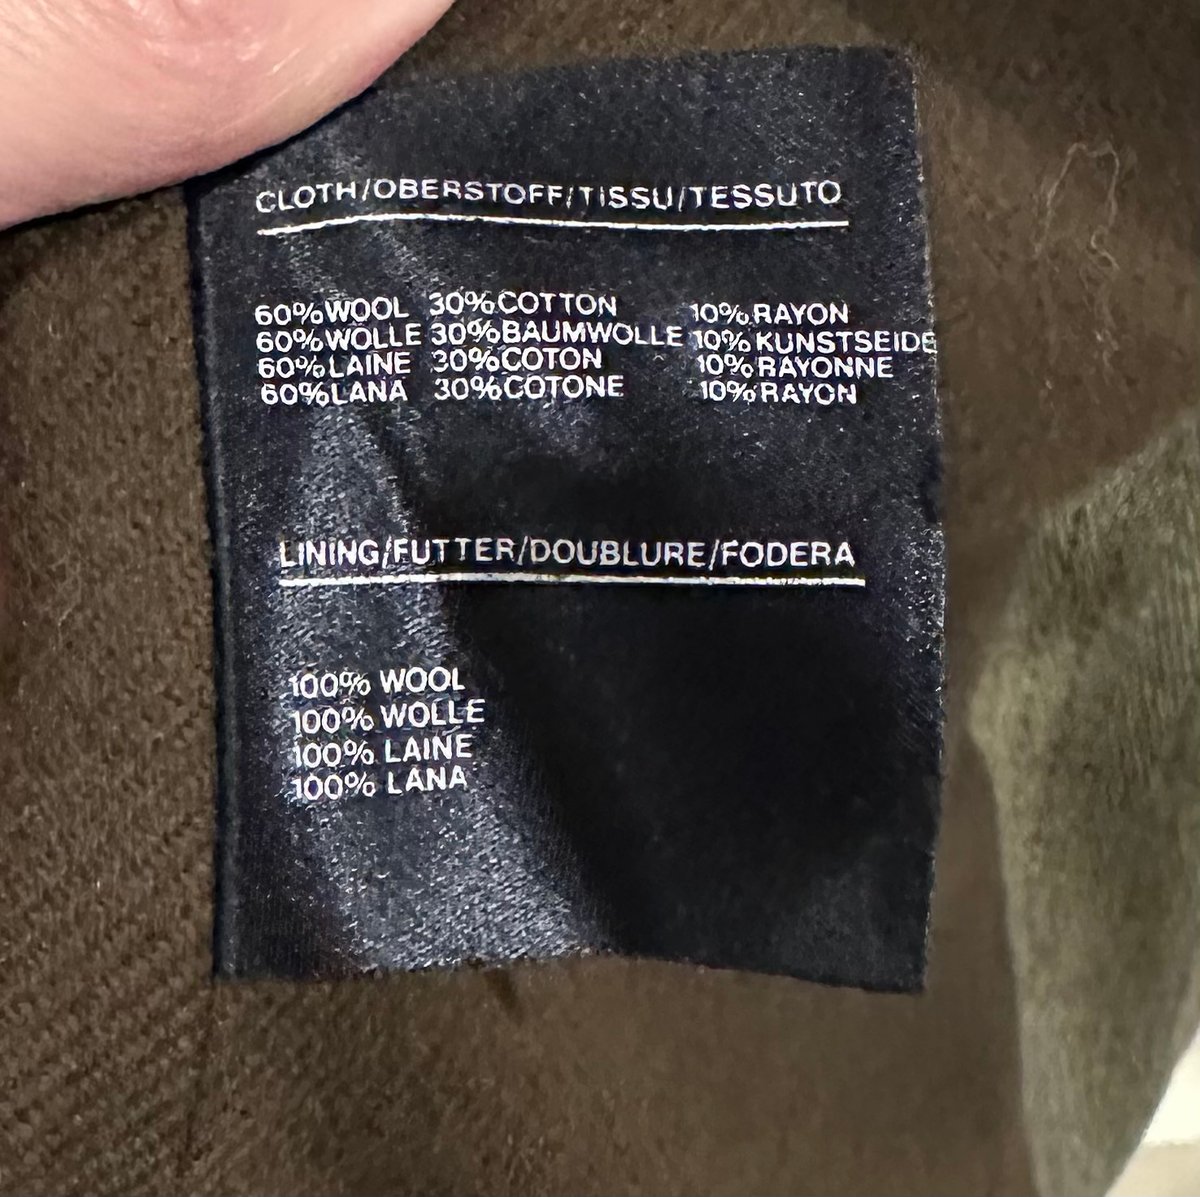 CLOTH/OBERSTOFF/TISSU/TESSUTO
60%WOOL 30%COTTON 10%RAYON
60%WOLLE 30%BAUMWOLLE 10%KUNSTSEIDE
60%LAINE 30%COTON 10%RAYONNE
60%LANA 30%COTONE 10%RAYON
LINING/FUTTER/DOUBLURE/FODERA
100% WOOL
100% WOLLE
100% LAINE
100% LANA